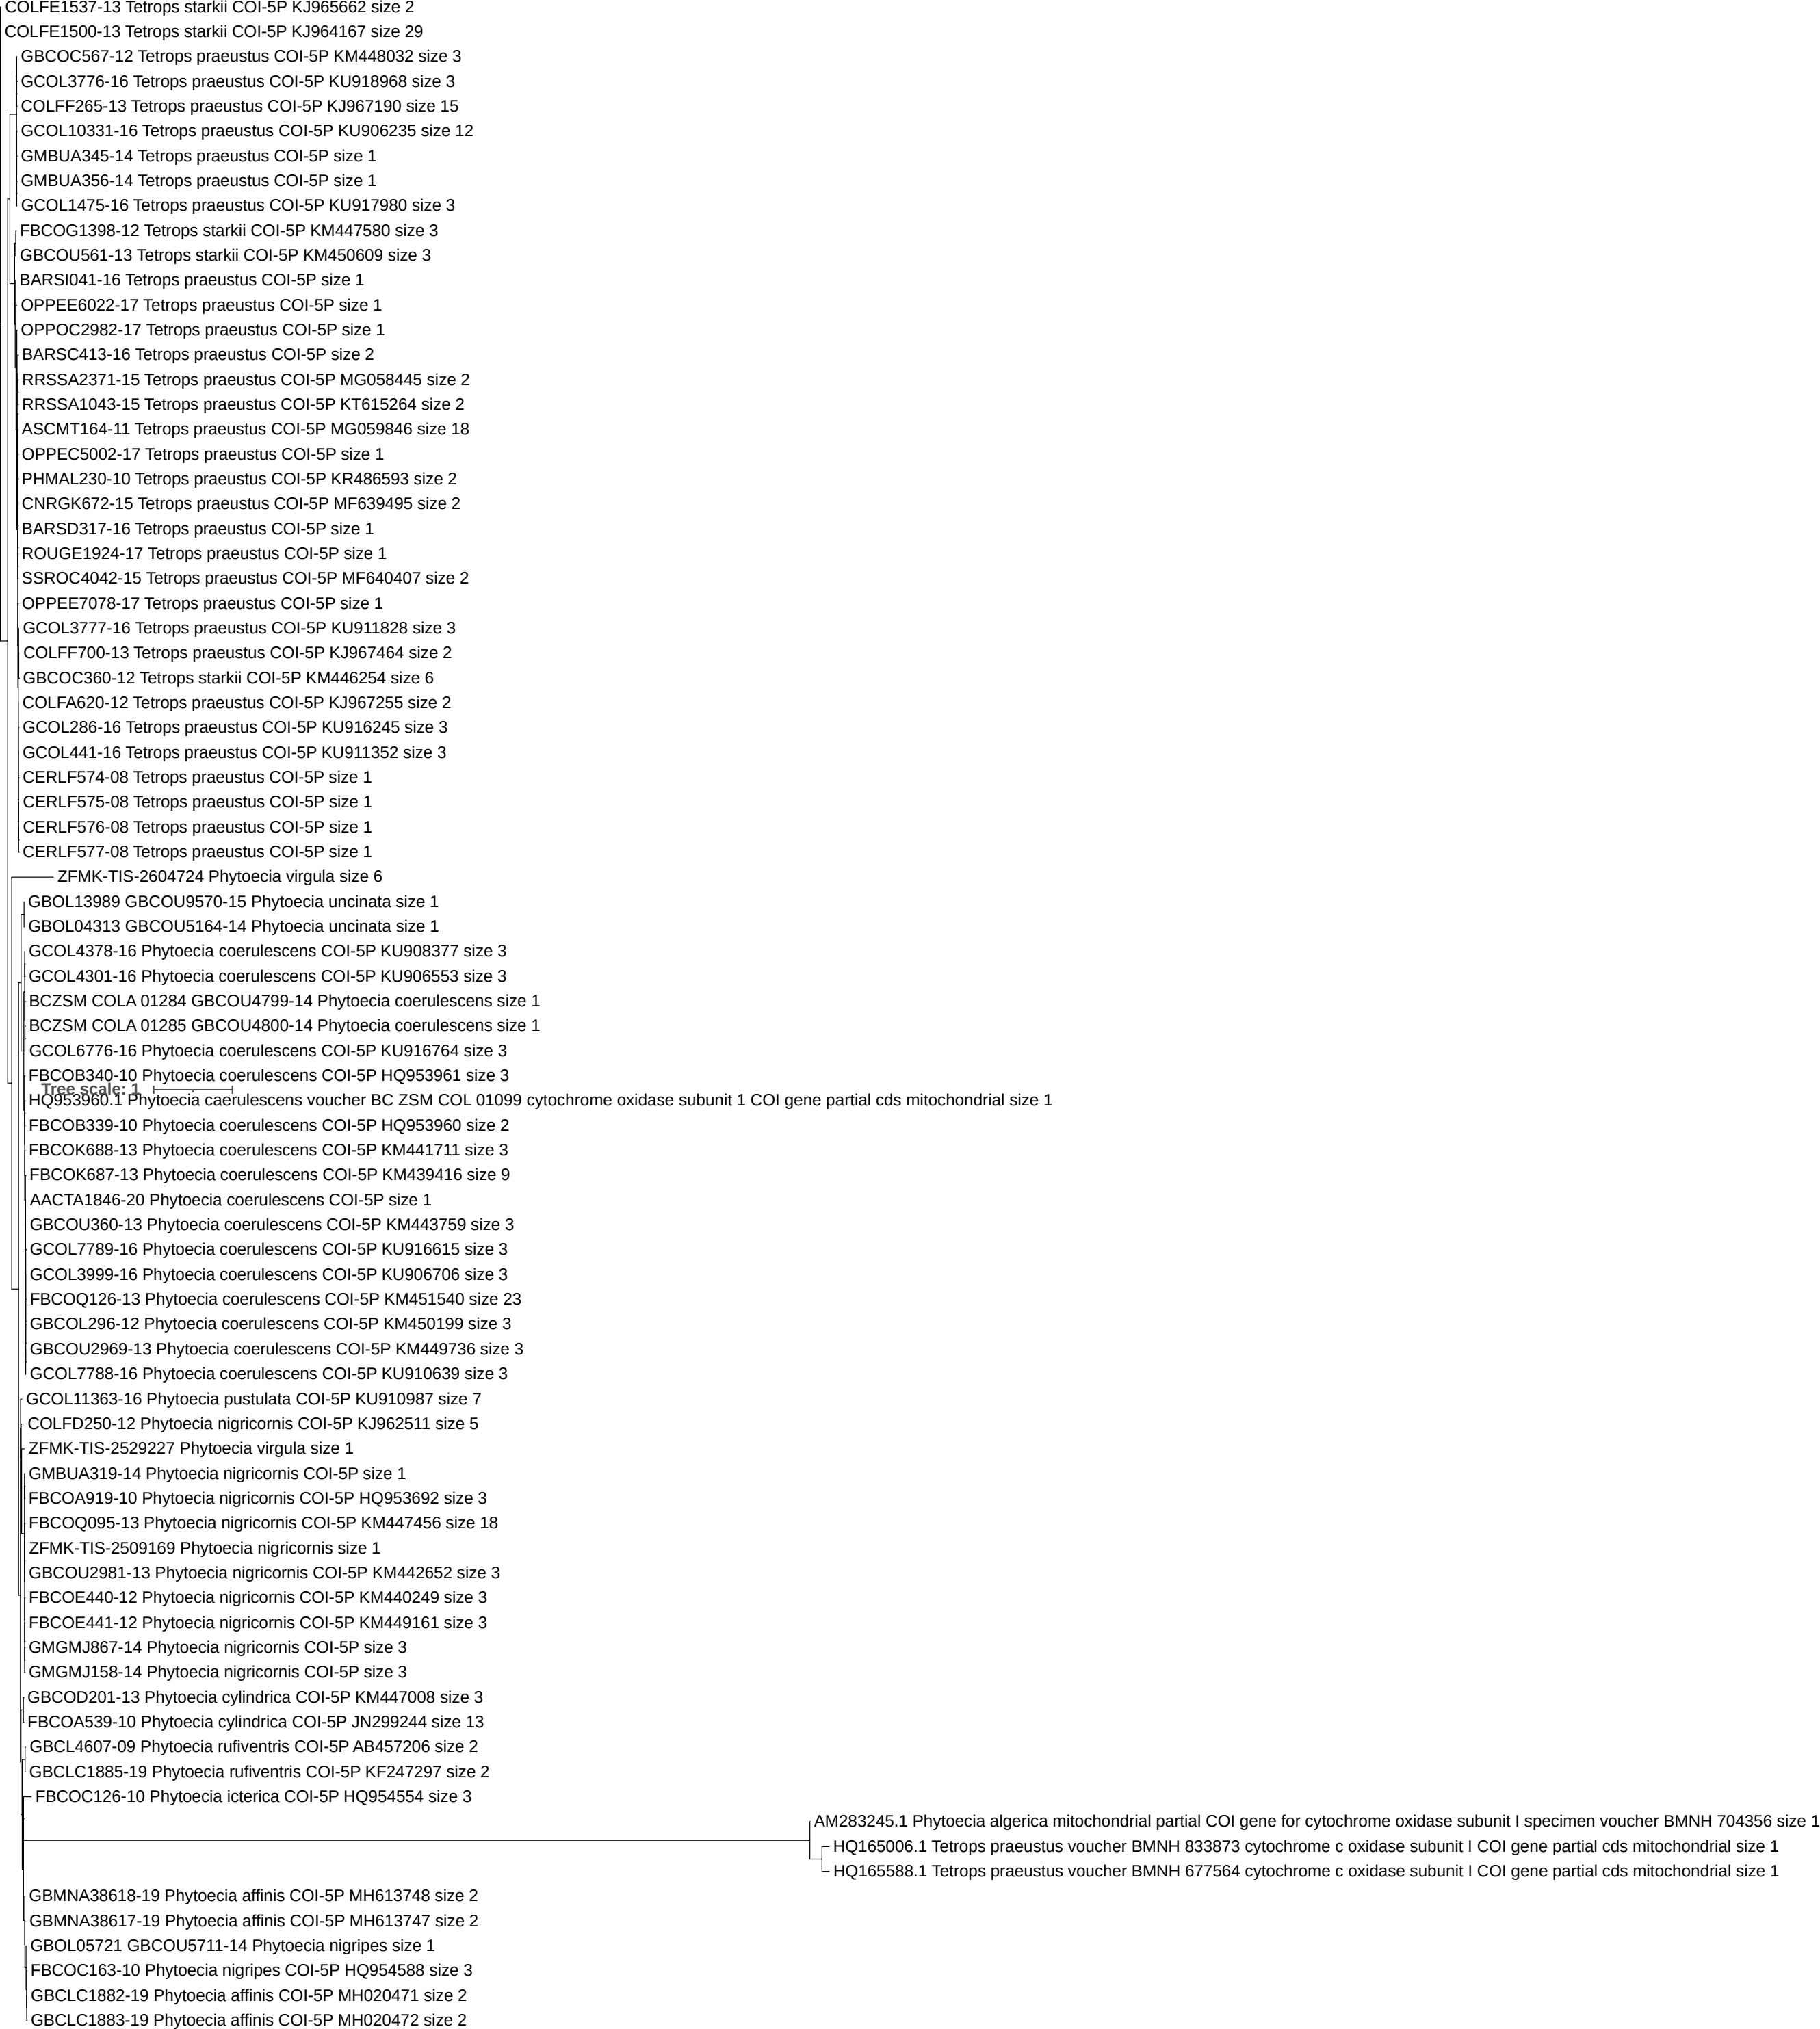 COLFE1537-13 Tetrops starkii COI-5P KJ965662 size 2
COLFE1500-13 Tetrops starkii COI-5P KJ964167 size 29
GBCOC567-12 Tetrops praeustus COI-5P KM448032 size 3
GCOL3776-16 Tetrops praeustus COI-5P KU918968 size 3
COLFF265-13 Tetrops praeustus COI-5P KJ967190 size 15
GCOL10331-16 Tetrops praeustus COI-5P KU906235 size 12
GMBUA345-14 Tetrops praeustus COI-5P size 1
GMBUA356-14 Tetrops praeustus COI-5P size 1
GCOL1475-16 Tetrops praeustus COI-5P KU917980 size 3
FBCOG1398-12 Tetrops starkii COI-5P KM447580 size 3
GBCOU561-13 Tetrops starkii COI-5P KM450609 size 3
BARSI041-16 Tetrops praeustus COI-5P size 1
OPPEE6022-17 Tetrops praeustus COI-5P size 1
OPPOC2982-17 Tetrops praeustus COI-5P size 1
BARSC413-16 Tetrops praeustus COI-5P size 2
RRSSA2371-15 Tetrops praeustus COI-5P MG058445 size 2
RRSSA1043-15 Tetrops praeustus COI-5P KT615264 size 2
ASCMT164-11 Tetrops praeustus COI-5P MG059846 size 18
OPPEC5002-17 Tetrops praeustus COI-5P size 1
PHMAL230-10 Tetrops praeustus COI-5P KR486593 size 2
CNRGK672-15 Tetrops praeustus COI-5P MF639495 size 2
BARSD317-16 Tetrops praeustus COI-5P size 1
ROUGE1924-17 Tetrops praeustus COI-5P size 1
SSROC4042-15 Tetrops praeustus COI-5P MF640407 size 2
OPPEE7078-17 Tetrops praeustus COI-5P size 1
GCOL3777-16 Tetrops praeustus COI-5P KU911828 size 3
COLFF700-13 Tetrops praeustus COI-5P KJ967464 size 2
GBCOC360-12 Tetrops starkii COI-5P KM446254 size 6
COLFA620-12 Tetrops praeustus COI-5P KJ967255 size 2
GCOL286-16 Tetrops praeustus COI-5P KU916245 size 3
GCOL441-16 Tetrops praeustus COI-5P KU911352 size 3
CERLF574-08 Tetrops praeustus COI-5P size 1
CERLF575-08 Tetrops praeustus COI-5P size 1
CERLF576-08 Tetrops praeustus COI-5P size 1
CERLF577-08 Tetrops praeustus COI-5P size 1
ZFMK-TIS-2604724 Phytoecia virgula size 6
GBOL13989 GBCOU9570-15 Phytoecia uncinata size 1
GBOL04313 GBCOU5164-14 Phytoecia uncinata size 1
GCOL4378-16 Phytoecia coerulescens COI-5P KU908377 size 3
GCOL4301-16 Phytoecia coerulescens COI-5P KU906553 size 3
BCZSM COLA 01284 GBCOU4799-14 Phytoecia coerulescens size 1
BCZSM COLA 01285 GBCOU4800-14 Phytoecia coerulescens size 1
GCOL6776-16 Phytoecia coerulescens COI-5P KU916764 size 3
FBCOB340-10 Phytoecia coerulescens COI-5P HQ953961 size 3
Tree scale: 1
HQ953960.1 Phytoecia caerulescens voucher BC ZSM COL 01099 cytochrome oxidase subunit 1 COI gene partial cds mitochondrial size 1
FBCOB339-10 Phytoecia coerulescens COI-5P HQ953960 size 2
FBCOK688-13 Phytoecia coerulescens COI-5P KM441711 size 3
FBCOK687-13 Phytoecia coerulescens COI-5P KM439416 size 9
AACTA1846-20 Phytoecia coerulescens COI-5P size 1
GBCOU360-13 Phytoecia coerulescens COI-5P KM443759 size 3
GCOL7789-16 Phytoecia coerulescens COI-5P KU916615 size 3
GCOL3999-16 Phytoecia coerulescens COI-5P KU906706 size 3
FBCOQ126-13 Phytoecia coerulescens COI-5P KM451540 size 23
GBCOL296-12 Phytoecia coerulescens COI-5P KM450199 size 3
GBCOU2969-13 Phytoecia coerulescens COI-5P KM449736 size 3
GCOL7788-16 Phytoecia coerulescens COI-5P KU910639 size 3
GCOL11363-16 Phytoecia pustulata COI-5P KU910987 size 7
COLFD250-12 Phytoecia nigricornis COI-5P KJ962511 size 5
ZFMK-TIS-2529227 Phytoecia virgula size 1
GMBUA319-14 Phytoecia nigricornis COI-5P size 1
FBCOA919-10 Phytoecia nigricornis COI-5P HQ953692 size 3
FBCOQ095-13 Phytoecia nigricornis COI-5P KM447456 size 18
ZFMK-TIS-2509169 Phytoecia nigricornis size 1
GBCOU2981-13 Phytoecia nigricornis COI-5P KM442652 size 3
FBCOE440-12 Phytoecia nigricornis COI-5P KM440249 size 3
FBCOE441-12 Phytoecia nigricornis COI-5P KM449161 size 3
GMGMJ867-14 Phytoecia nigricornis COI-5P size 3
GMGMJ158-14 Phytoecia nigricornis COI-5P size 3
GBCOD201-13 Phytoecia cylindrica COI-5P KM447008 size 3
FBCOA539-10 Phytoecia cylindrica COI-5P JN299244 size 13
GBCL4607-09 Phytoecia rufiventris COI-5P AB457206 size 2
GBCLC1885-19 Phytoecia rufiventris COI-5P KF247297 size 2
FBCOC126-10 Phytoecia icterica COI-5P HQ954554 size 3
AM283245.1 Phytoecia algerica mitochondrial partial COI gene for cytochrome oxidase subunit I specimen voucher BMNH 704356 size 1
HQ165006.1 Tetrops praeustus voucher BMNH 833873 cytochrome c oxidase subunit I COI gene partial cds mitochondrial size 1
HQ165588.1 Tetrops praeustus voucher BMNH 677564 cytochrome c oxidase subunit I COI gene partial cds mitochondrial size 1
GBMNA38618-19 Phytoecia affinis COI-5P MH613748 size 2
GBMNA38617-19 Phytoecia affinis COI-5P MH613747 size 2
GBOL05721 GBCOU5711-14 Phytoecia nigripes size 1
FBCOC163-10 Phytoecia nigripes COI-5P HQ954588 size 3
GBCLC1882-19 Phytoecia affinis COI-5P MH020471 size 2
GBCLC1883-19 Phytoecia affinis COI-5P MH020472 size 2